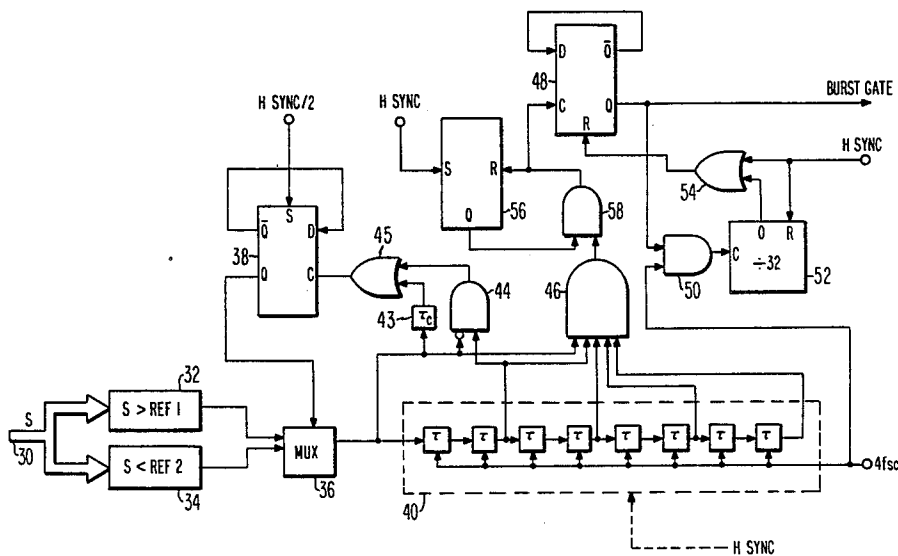 D Q̅
48
C Q
R
BURST GATE
H SYNC/2
H SYNC
H SYNC
54
S R
56
Q
58
O R
C ÷32
52
50
S
Q̅ D
38
Q C
45
44
46
43
τc
32
S > REF 1
S
30
S < REF 2
34
MUX
36
τ τ τ τ τ τ τ τ
4fsc
40
H SYNC